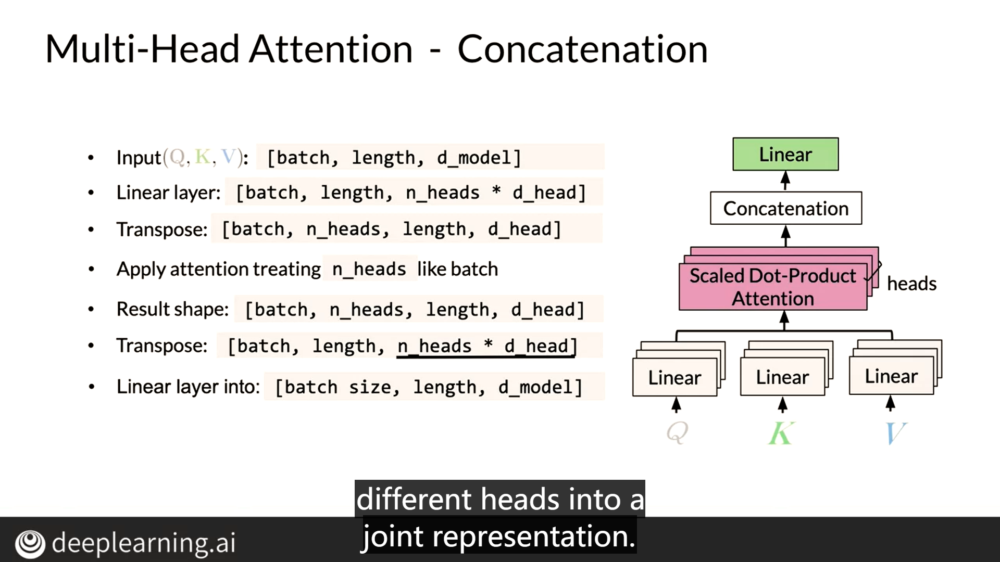 Multi-Head Attention - Concatenation
• Input(Q, K, V): [batch, length, d_model]
• Linear layer: [batch, length, n_heads * d_head]
• Transpose: [batch, n_heads, length, d_head]
• Apply attention treating n_heads like batch
• Result shape: [batch, n_heads, length, d_head]
• Transpose: [batch, length, n_heads * d_head]
• Linear layer into: [batch size, length, d_model]
Linear
Concatenation
Scaled Dot-Product
Attention
heads
Linear
Linear
Linear
Q
K
V
different heads into a
joint representation.
deeplearning.ai